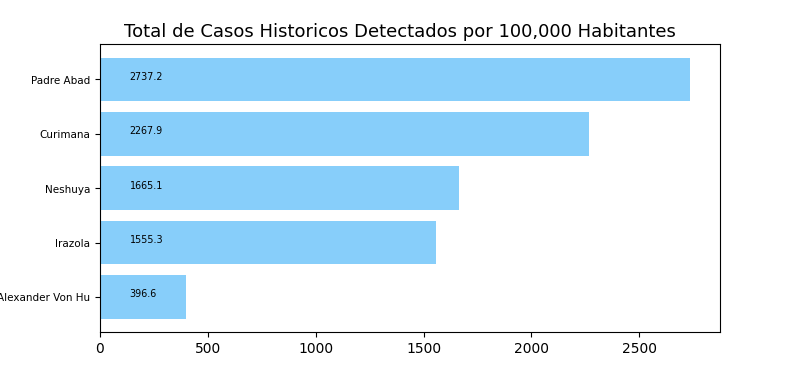 Total de Casos Historicos Detectados por 100,000 Habitantes
Padre Abad 2737.2
Curimana 2267.9
Neshuya 1665.1
Irazola 1555.3
Alexander Von Hu 396.6
0 500 1000 1500 2000 2500